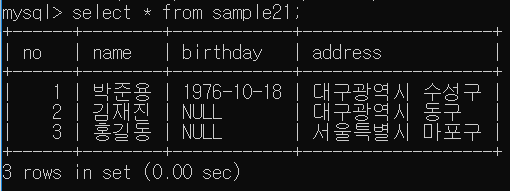 mysql> select * from sample21;
| no | name | birthday | address |
| 1 | 박준용 | 1976-10-18 | 대구광역시 수성구 |
| 2 | 김재진 | NULL | 대구광역시 동구 |
| 3 | 홍길동 | NULL | 서울특별시 마포구 |
3 rows in set (0.00 sec)